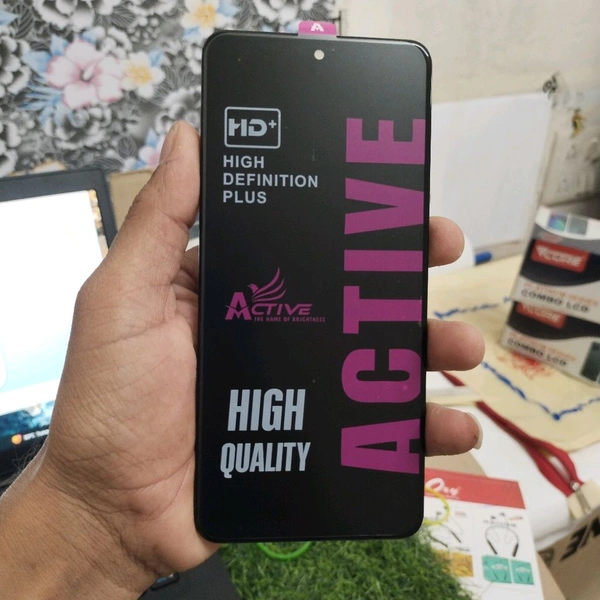 HD+
HIGH
DEFINITION
PLUS
ACTIVE
ACTIVE
THE NAME OF BRIGHTNESS
HIGH
QUALITY
COMBO LCD
COMBO LCD